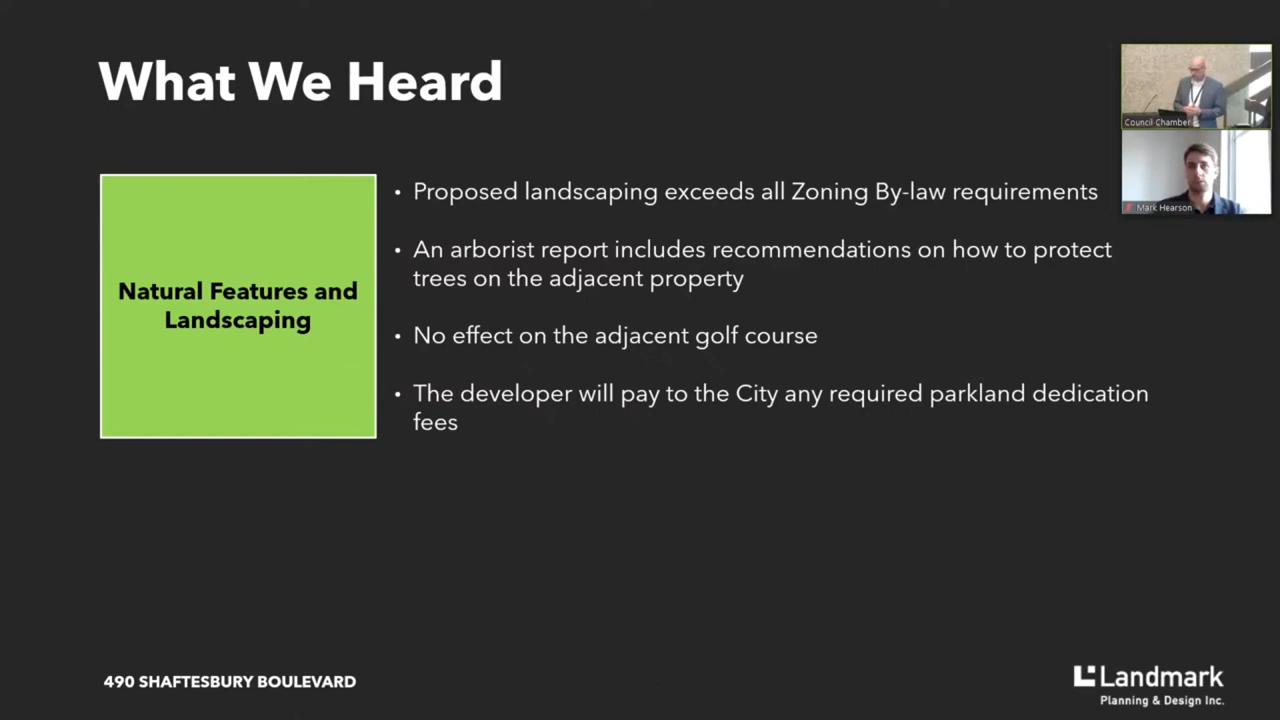 What We Heard
Council Chamber
Mark Hearson
Natural Features and
Landscaping
• Proposed landscaping exceeds all Zoning By-law requirements
• An arborist report includes recommendations on how to protect
trees on the adjacent property
• No effect on the adjacent golf course
• The developer will pay to the City any required parkland dedication
fees
490 SHAFTESBURY BOULEVARD
Landmark
Planning & Design Inc.